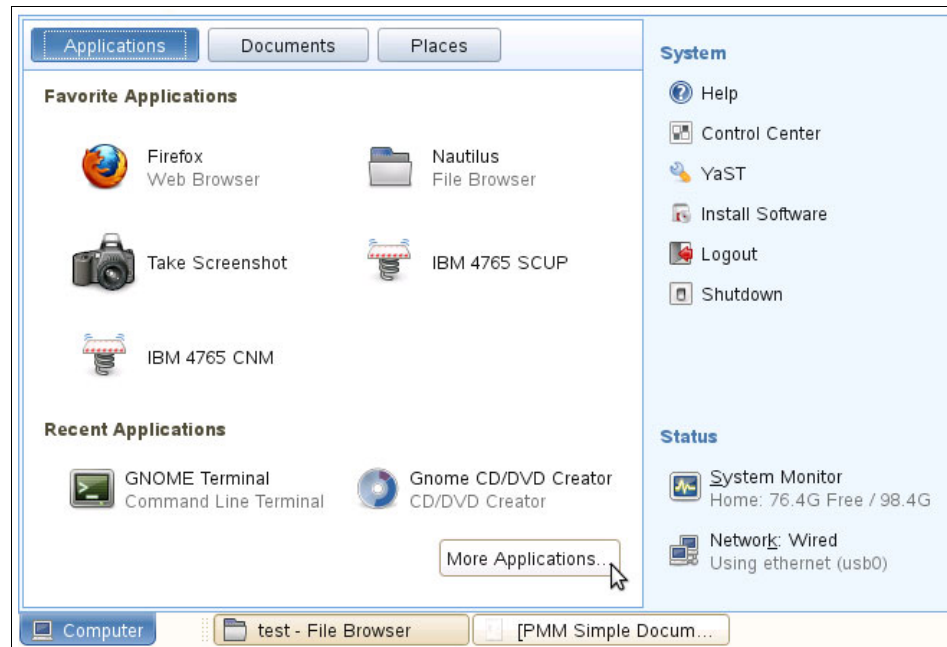 Applications
Documents
Places
Favorite Applications
Firefox
Web Browser
Nautilus
File Browser
Take Screenshot
IBM 4765 SCUP
IBM 4765 CNM
Recent Applications
GNOME Terminal
Command Line Terminal
Gnome CD/DVD Creator
CD/DVD Creator
More Applications...
System
Help
Control Center
YaST
Install Software
Logout
Shutdown
Status
System Monitor
Home: 76.4G Free / 98.4G
Network: Wired
Using ethernet (usb0)
Computer
test - File Browser
[PMM Simple Docum...